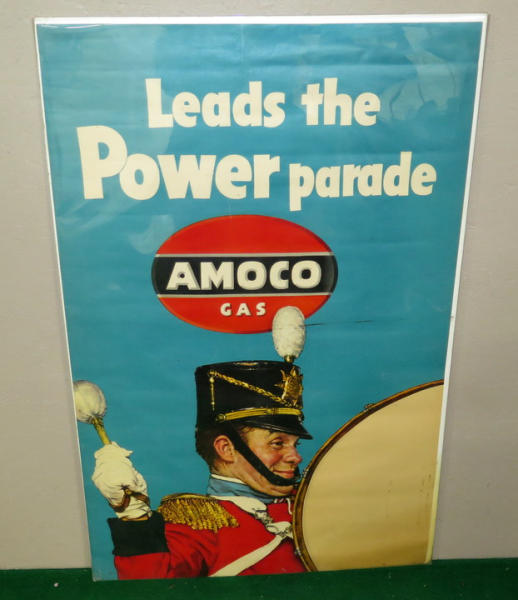 Leads the
Power parade
AMOCO
GAS